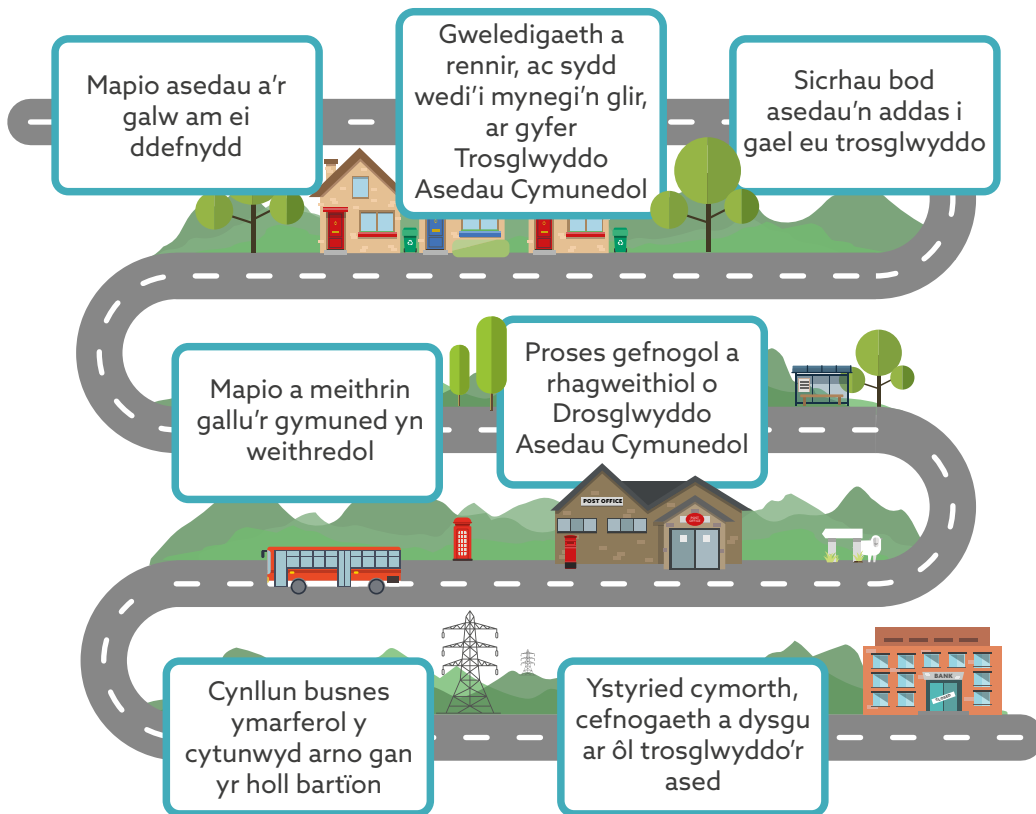 Mapio asedau a'r
galw am ei
ddefnydd
Gweledigaeth a
rennir, ac sydd
wedi'i mynegi'n glir,
ar gyfer
Trosglwyddo
Asedau Cymunedol
Sicrhau bod
asedau'n addas i
gael eu trosglwyddo
Mapio a meithrin
gallu'r gymuned yn
weithredol
Proses gefnogol a
rhagweithiol o
Drosglwyddo
Asedau Cymunedol
POST OFFICE
POST
OFFICE
Cynllun busnes
ymarferol y
cytunwyd arno gan
yr holl bartïon
Ystyried cymorth,
cefnogaeth a dysgu
ar ôl trosglwyddo'r
ased
BANK
CLOSED